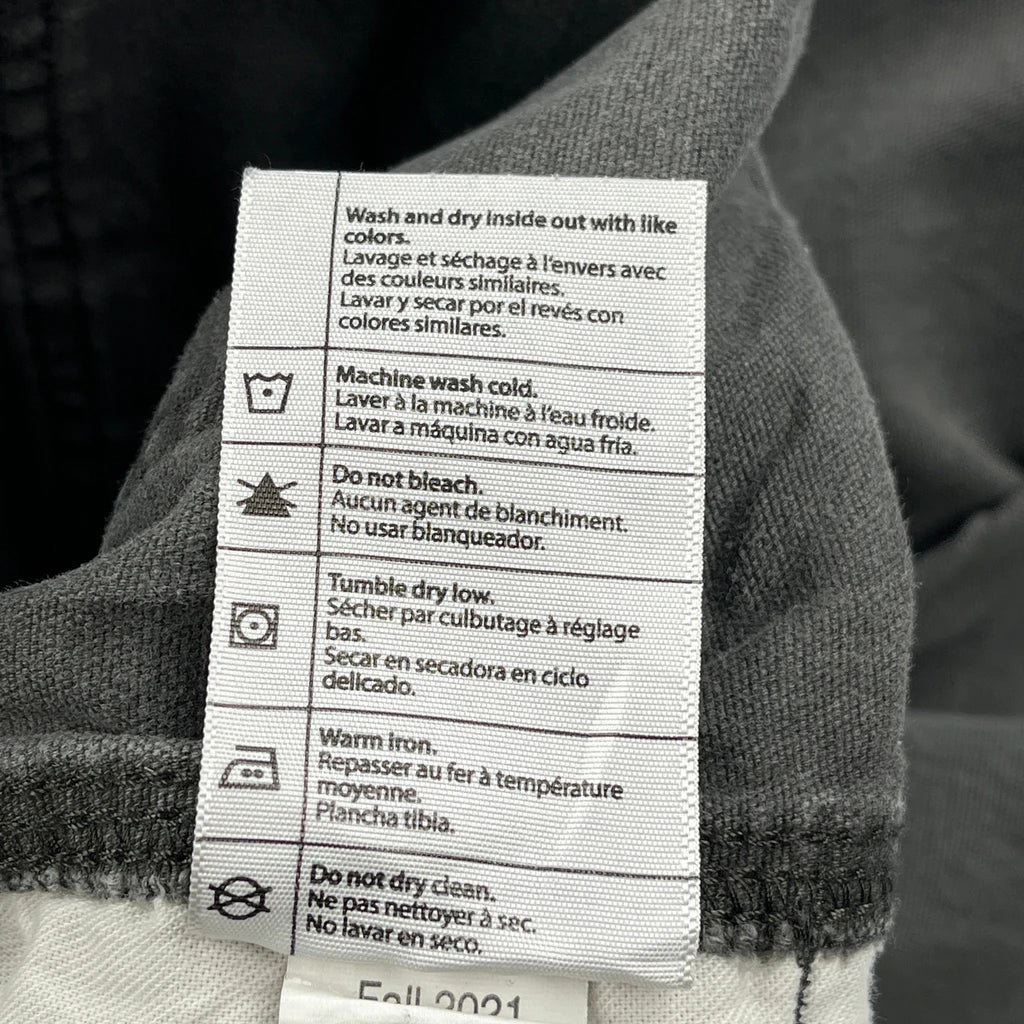 Wash and dry inside out with like
colors.
Lavage et séchage à l'envers avec
des couleurs similaires.
Lavar y secar por el revés con
colores similares.
Machine wash cold.
Laver à la machine à l'eau froide.
Lavar a máquina con agua fría.
Do not bleach.
Aucun agent de blanchiment.
No usar blanqueador.
Tumble dry low.
Sécher par culbutage à réglage
bas.
Secar en secadora en ciclo
delicado.
Warm iron.
Repasser au fer à température
moyenne.
Plancha tibia.
Do not dry clean.
Ne pas nettoyer à sec.
No lavar en seco.
Fall 2021